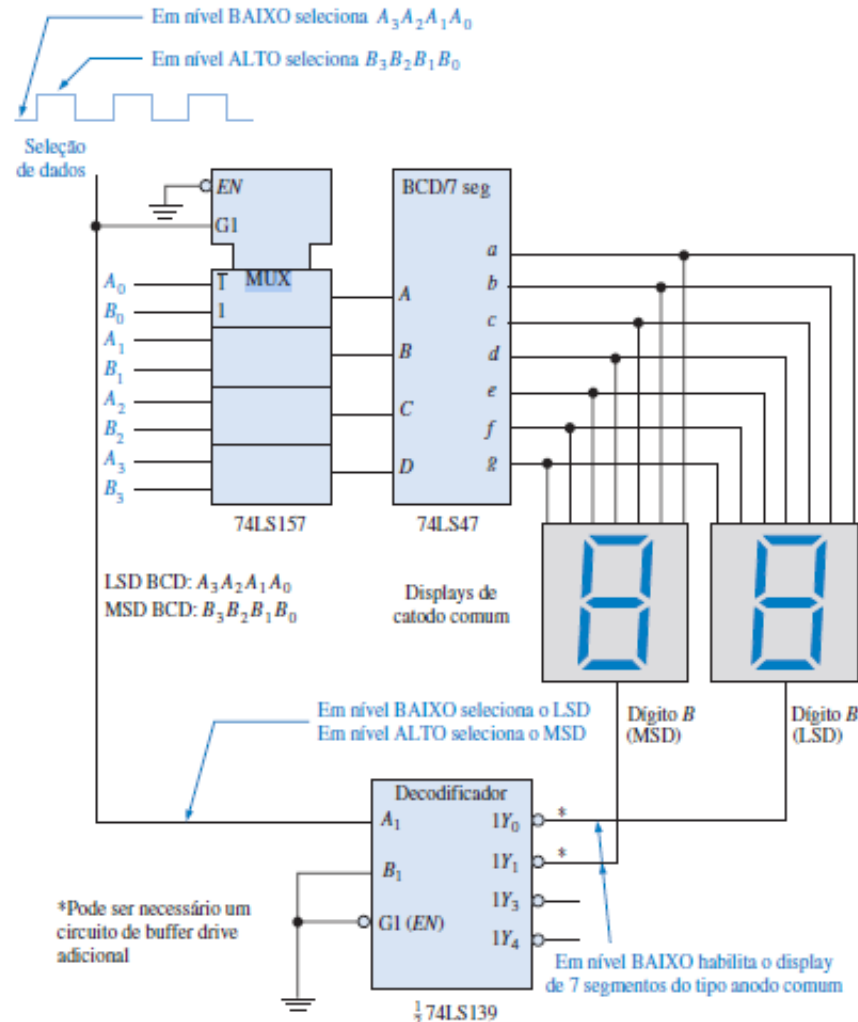 Em nível BAIXO seleciona A₃A₂A₁A₀
Em nível ALTO seleciona B₃B₂B₁B₀
Seleção
de dados
EN
G1
MUX
A₀
B₀
A₁
B₁
A₂
B₂
A₃
B₃
1
1
74LS157
BCD/7 seg
A
B
C
D
a
b
c
d
e
f
g
74LS47
LSD BCD: A₃A₂A₁A₀
MSD BCD: B₃B₂B₁B₀
Displays de
catodo comum
Em nível BAIXO seleciona o LSD
Em nível ALTO seleciona o MSD
Dígito B
(MSD)
Dígito B
(LSD)
Decodificador
A₁
B₁
G1 (EN)
1Y₀
1Y₁
1Y₃
1Y₄
*
*
*Pode ser necessário um
circuito de buffer drive
adicional
Em nível BAIXO habilita o display
de 7 segmentos do tipo anodo comum
½ 74LS139